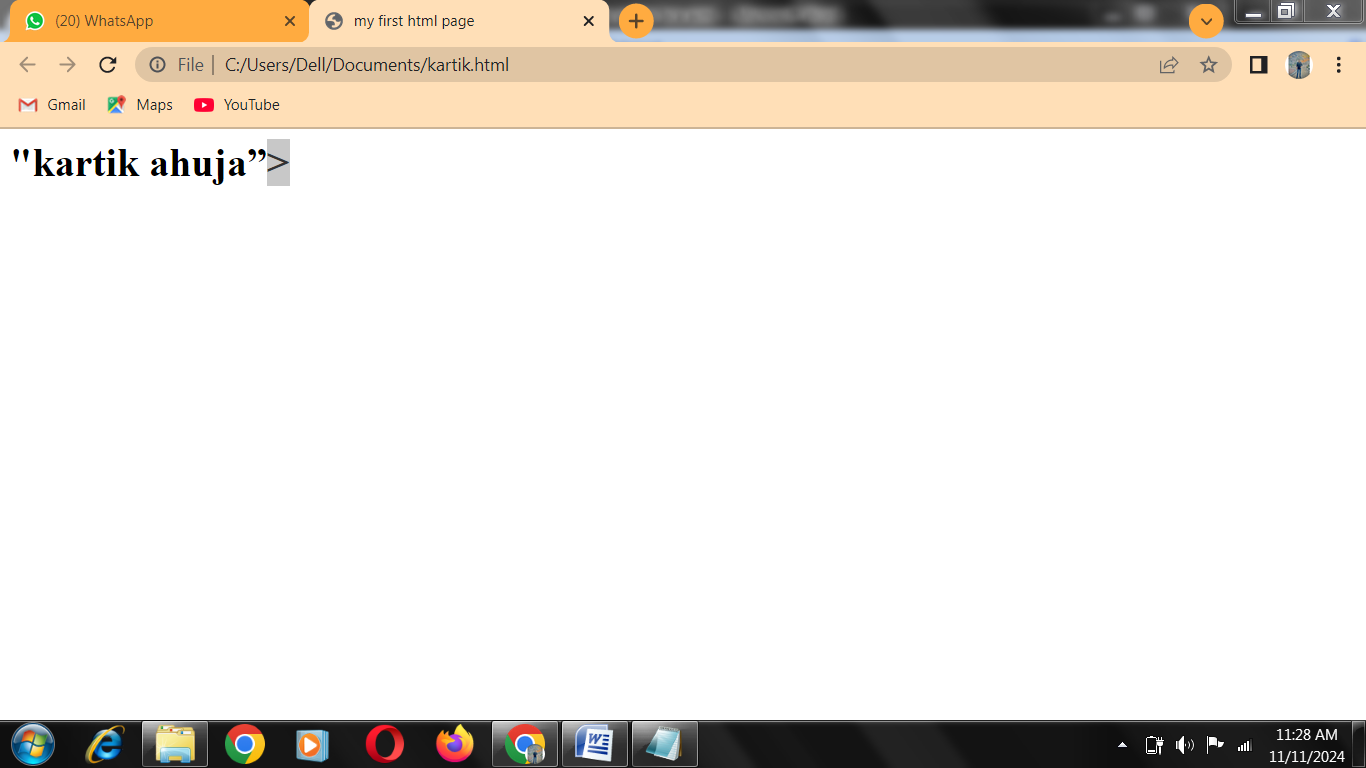 (20) WhatsApp
my first html page
File | C:/Users/Dell/Documents/kartik.html
Gmail
Maps
YouTube
"kartik ahuja”>
11:28 AM
11/11/2024